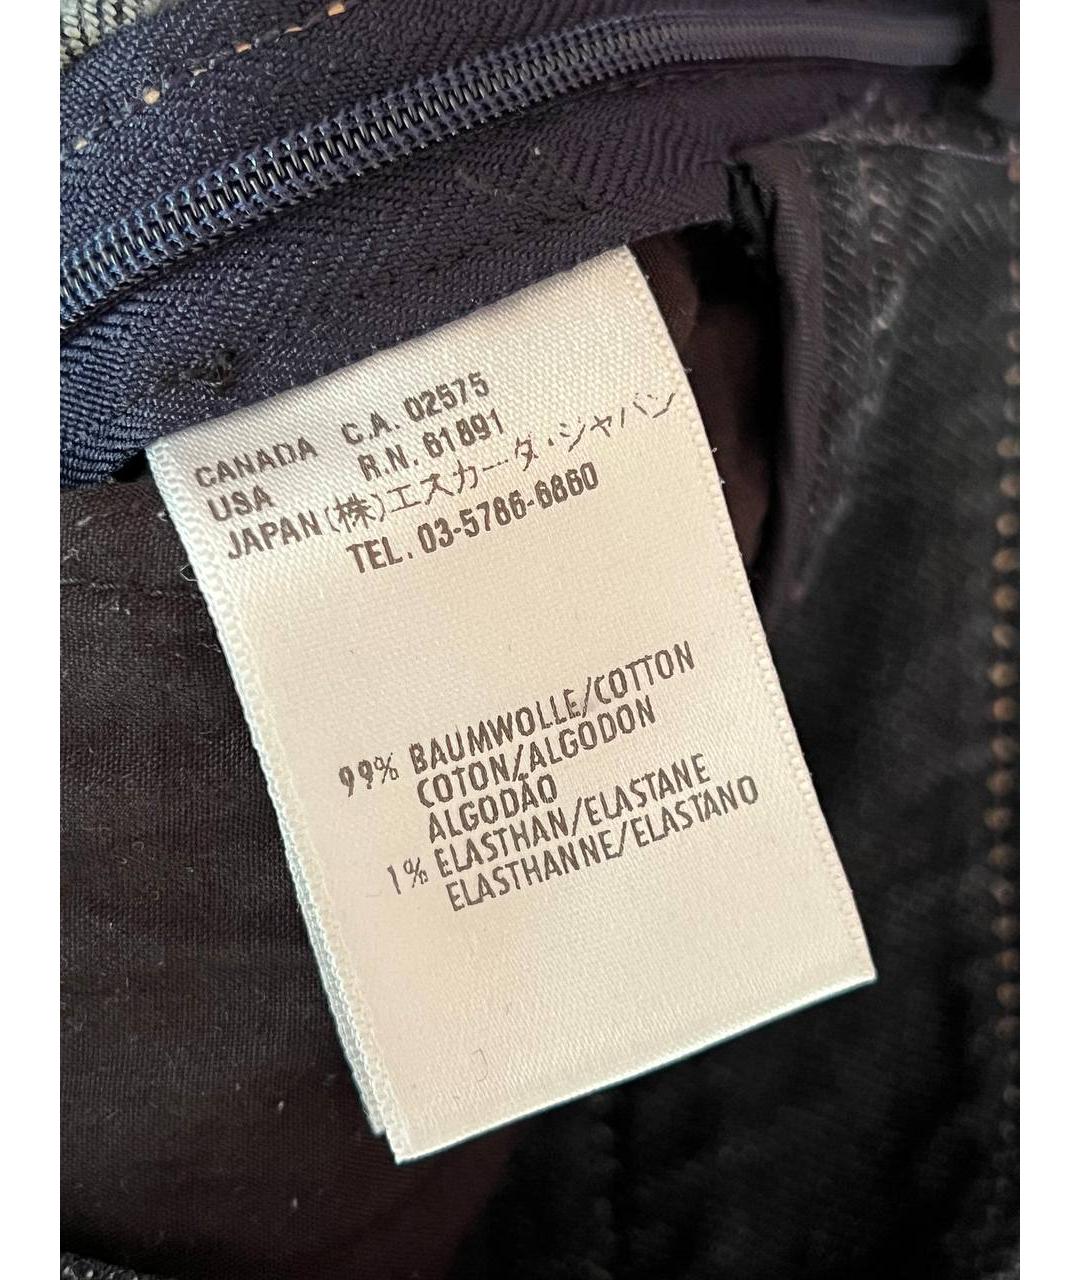 CANADA C.A. 02575
USA R.N. 61891
JAPAN(株)エスカーダ・ジャパン
TEL. 03-5786-6860
99% BAUMWOLLE/COTTON
COTON/ALGODON
ALGODÃO
1% ELASTHAN/ELASTANE
ELASTHANNE/ELASTANO